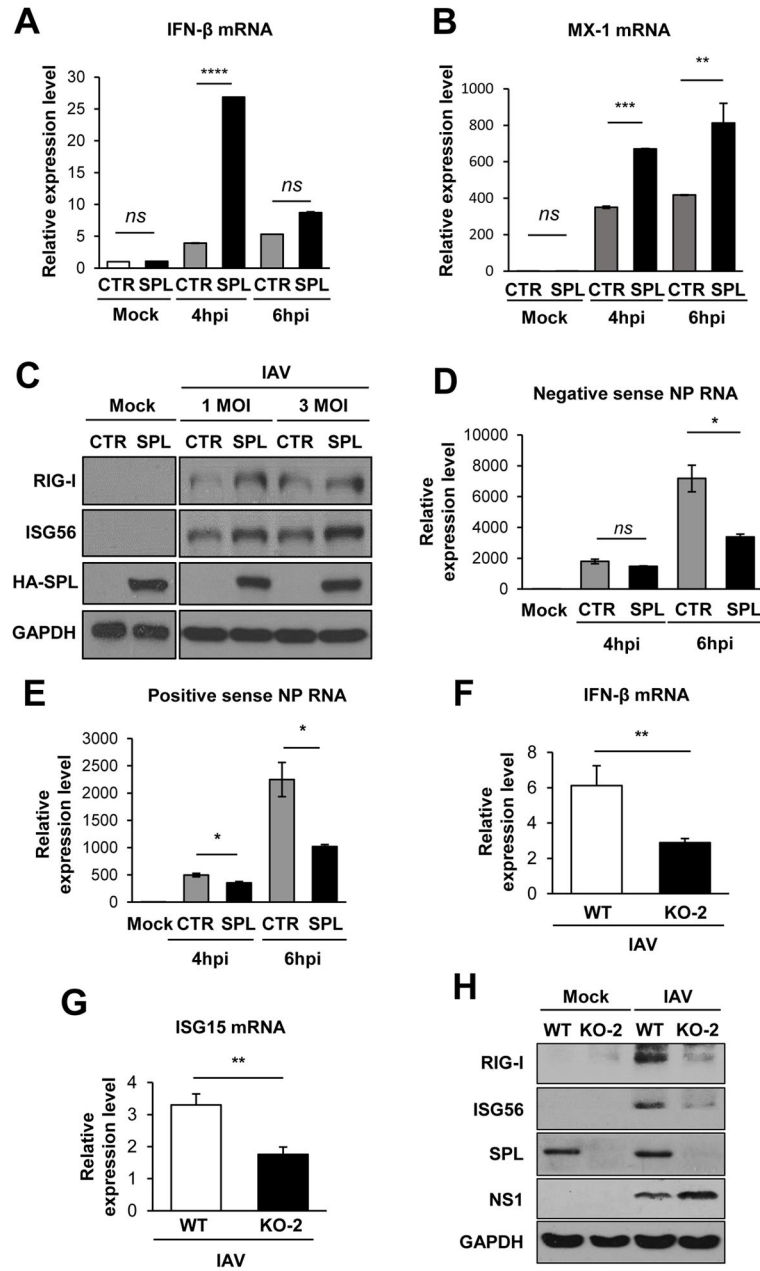 A
IFN-β mRNA
Relative expression level
30
25
20
15
10
5
0
ns
****
ns
CTR SPL CTR SPL CTR SPL
Mock 4hpi 6hpi
B
MX-1 mRNA
Relative expression level
1000
800
600
400
200
0
ns
***
**
CTR SPL CTR SPL CTR SPL
Mock 4hpi 6hpi
C
IAV
Mock 1 MOI 3 MOI
CTR SPL CTR SPL CTR SPL
RIG-I
ISG56
HA-SPL
GAPDH
D
Negative sense NP RNA
Relative
expression level
10000
8000
6000
4000
2000
0
ns
*
Mock CTR SPL CTR SPL
4hpi 6hpi
E
Positive sense NP RNA
Relative
expression level
3000
2500
2000
1500
1000
500
0
*
*
Mock CTR SPL CTR SPL
4hpi 6hpi
F
IFN-β mRNA
Relative
expression level
8
6
4
2
0
**
WT KO-2
IAV
G
ISG15 mRNA
Relative
expression level
4
3
2
1
0
**
WT KO-2
IAV
H
Mock IAV
WT KO-2 WT KO-2
RIG-I
ISG56
SPL
NS1
GAPDH